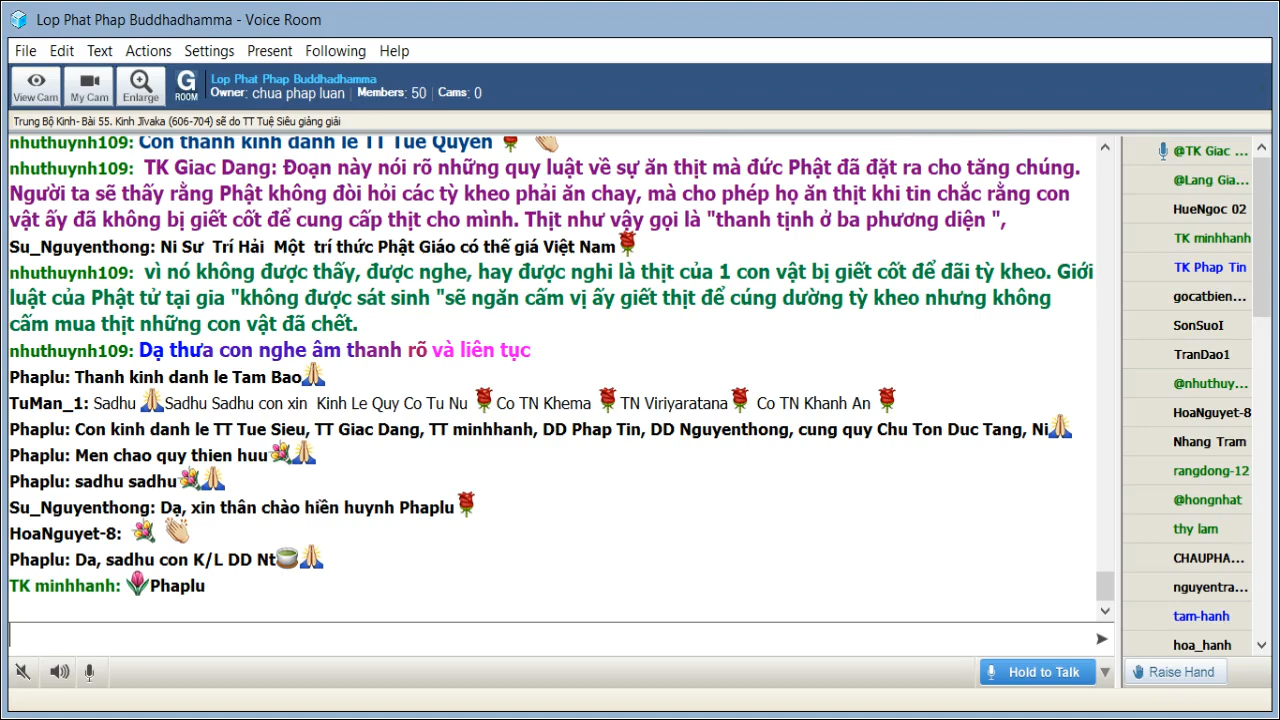 Lop Phat Phap Buddhadhamma - Voice Room
File Edit Text Actions Settings Present Following Help
View Cam My Cam Enlarge G ROOM
Lop Phat Phap Buddhadhamma
Owner: chua phap luan | Members: 50 | Cams: 0
Trung Bộ Kinh- Bài 55. Kinh Jīvaka (606-704) sẽ do TT Tuệ Siêu giảng giải
nhuthuynh109: Con thanh kinh danh le TT Tue Quyen
nhuthuynh109: TK Giac Dang: Đoạn này nói rõ những quy luật về sự ăn thịt mà đức Phật đã đặt ra cho tăng chúng.
Người ta sẽ thấy rằng Phật không đòi hỏi các tỳ kheo phải ăn chay, mà cho phép họ ăn thịt khi tin chắc rằng con
vật ấy đã không bị giết cốt để cung cấp thịt cho mình. Thịt như vậy gọi là "thanh tịnh ở ba phương diện ",
Su_Nguyenthong: Ni Sư Trí Hải Một trí thức Phật Giáo có thế giá Việt Nam
nhuthuynh109: vì nó không được thấy, được nghe, hay được nghi là thịt của 1 con vật bị giết cốt để đãi tỳ kheo. Giới
luật của Phật tử tại gia "không được sát sinh "sẽ ngăn cấm vị ấy giết thịt để cúng dường tỳ kheo nhưng không
cấm mua thịt những con vật đã chết.
nhuthuynh109: Dạ thưa con nghe âm thanh rõ và liên tục
Phaplu: Thanh kinh danh le Tam Bao
TuMan_1: Sadhu Sadhu Sadhu con xin Kinh Le Quy Co Tu Nu Co TN Khema TN Viriyaratana Co TN Khanh An
Phaplu: Con kinh danh le TT Tue Sieu, TT Giac Dang, TT minhhanh, DD Phap Tin, DD Nguyenthong, cung quy Chu Ton Duc Tang, Ni
Phaplu: Men chao quy thien huu
Phaplu: sadhu sadhu
Su_Nguyenthong: Dạ, xin thân chào hiền huynh Phaplu
HoaNguyet-8:
Phaplu: Da, sadhu con K/L DD Nt
TK minhhanh: Phaplu
@TK Giac ...
@Lang Gia...
HueNgoc 02
TK minhhanh
TK Phap Tin
gocatbien...
SonSuoI
TranDao1
@nhuthuy...
HoaNguyet-8
Nhang Tram
rangdong-12
@hongnhat
thy lam
CHAUPHA...
nguyentra...
tam-hanh
hoa_hanh
Hold to Talk
Raise Hand